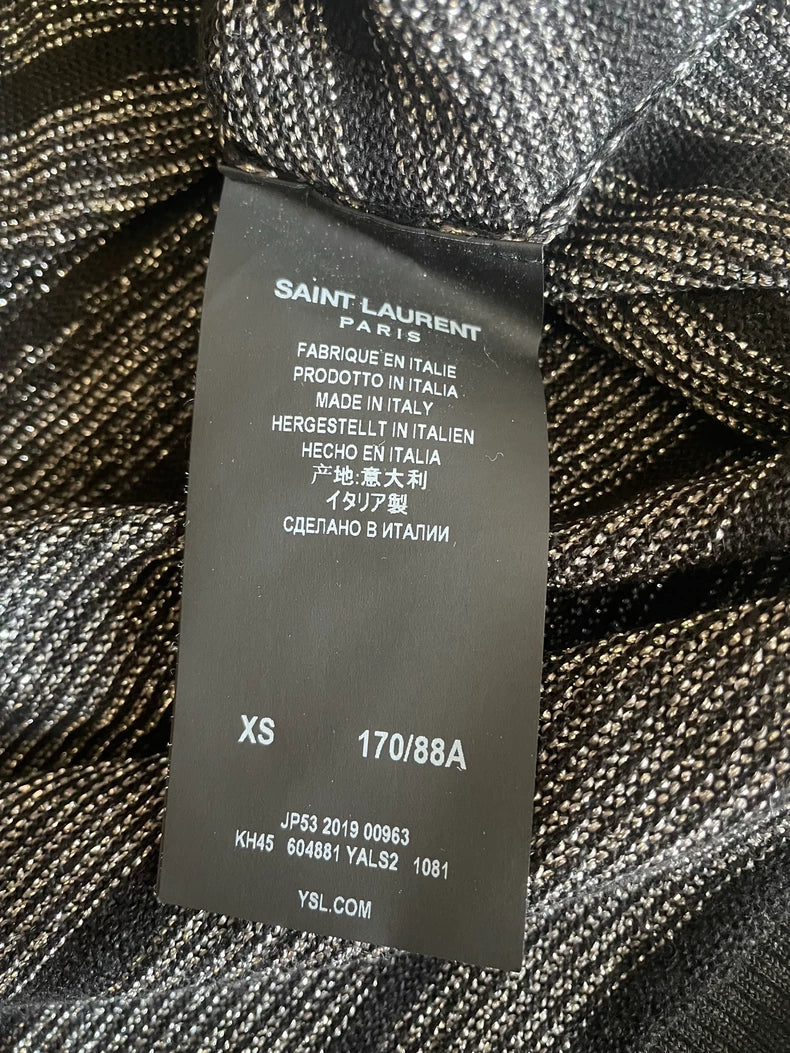 SAINT LAURENT
PARIS
FABRIQUE EN ITALIE
PRODOTTO IN ITALIA
MADE IN ITALY
HERGESTELLT IN ITALIEN
HECHO EN ITALIA
产地:意大利
イタリア製
СДЕЛАНО В ИТАЛИИ
XS 170/88A
JP53 2019 00963
KH45 604881 YALS2 1081
YSL.COM